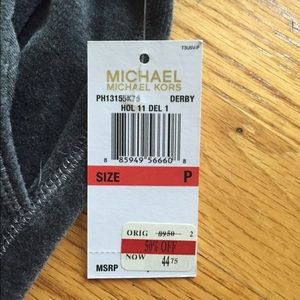 MICHAEL
MICHAEL KORS
DERBY
HOL 11 DEL 1
8 85949 56660 8
SIZE P
ORIG 8950 2
50% OFF
NOW 4475
MSRP